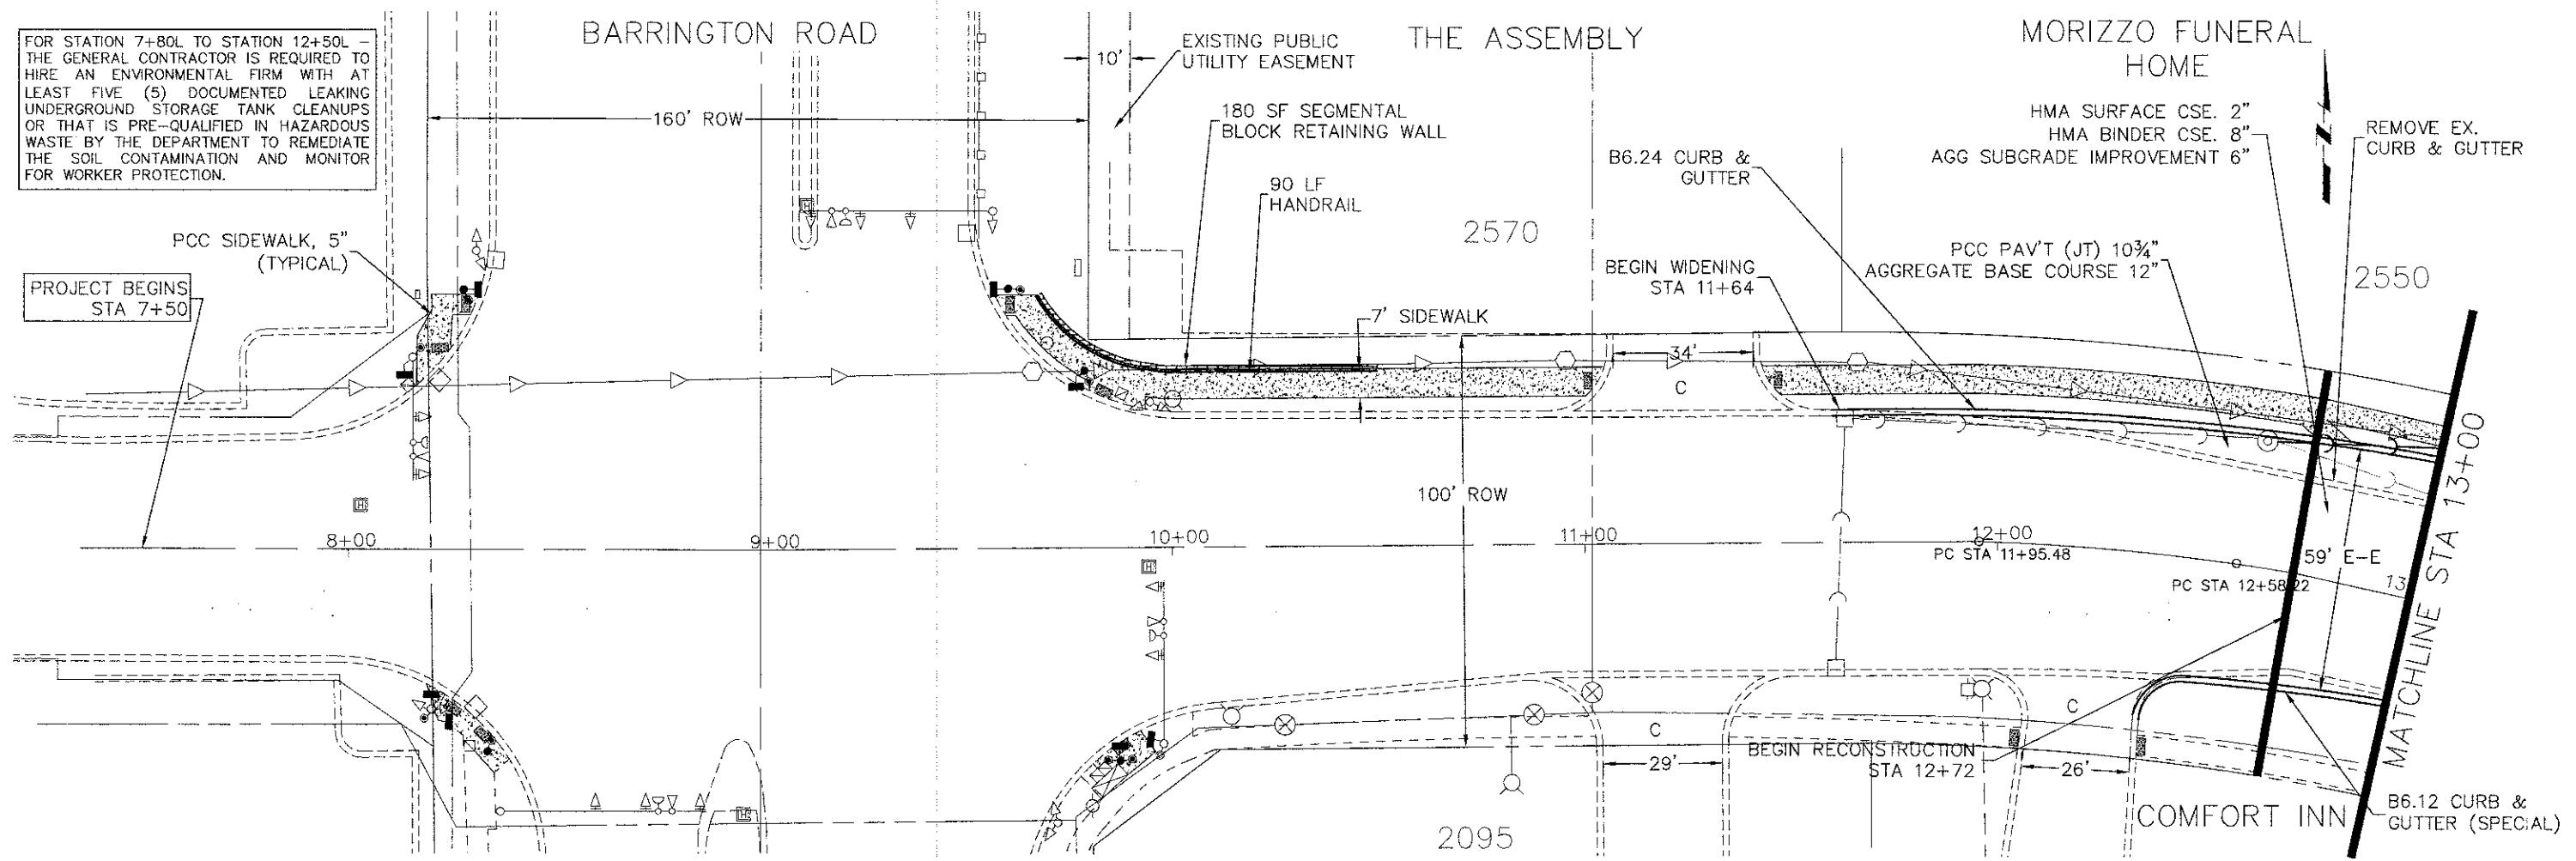 FOR STATION 7+80L TO STATION 12+50L –
THE GENERAL CONTRACTOR IS REQUIRED TO
HIRE AN ENVIRONMENTAL FIRM WITH AT
LEAST FIVE (5) DOCUMENTED LEAKING
UNDERGROUND STORAGE TANK CLEANUPS
OR THAT IS PRE-QUALIFIED IN HAZARDOUS
WASTE BY THE DEPARTMENT TO REMEDIATE
THE SOIL CONTAMINATION AND MONITOR
FOR WORKER PROTECTION.
BARRINGTON ROAD
160' ROW
10'
EXISTING PUBLIC
UTILITY EASEMENT
THE ASSEMBLY
MORIZZO FUNERAL
HOME
180 SF SEGMENTAL
BLOCK RETAINING WALL
90 LF
HANDRAIL
2570
B6.24 CURB &
GUTTER
HMA SURFACE CSE. 2"
HMA BINDER CSE. 8"
AGG SUBGRADE IMPROVEMENT 6"
REMOVE EX.
CURB & GUTTER
PCC SIDEWALK, 5"
(TYPICAL)
PROJECT BEGINS
STA 7+50
BEGIN WIDENING
STA 11+64
PCC PAV'T (JT) 10¾"
AGGREGATE BASE COURSE 12"
2550
7' SIDEWALK
34'
C
H
H
H
H
100' ROW
8+00
9+00
10+00
11+00
12+00
PC STA 11+95.48
PC STA 12+58.22
59' E-E
13
MATCHLINE STA 13+00
C
C
29'
26'
BEGIN RECONSTRUCTION
STA 12+72
2095
COMFORT INN
B6.12 CURB &
GUTTER (SPECIAL)